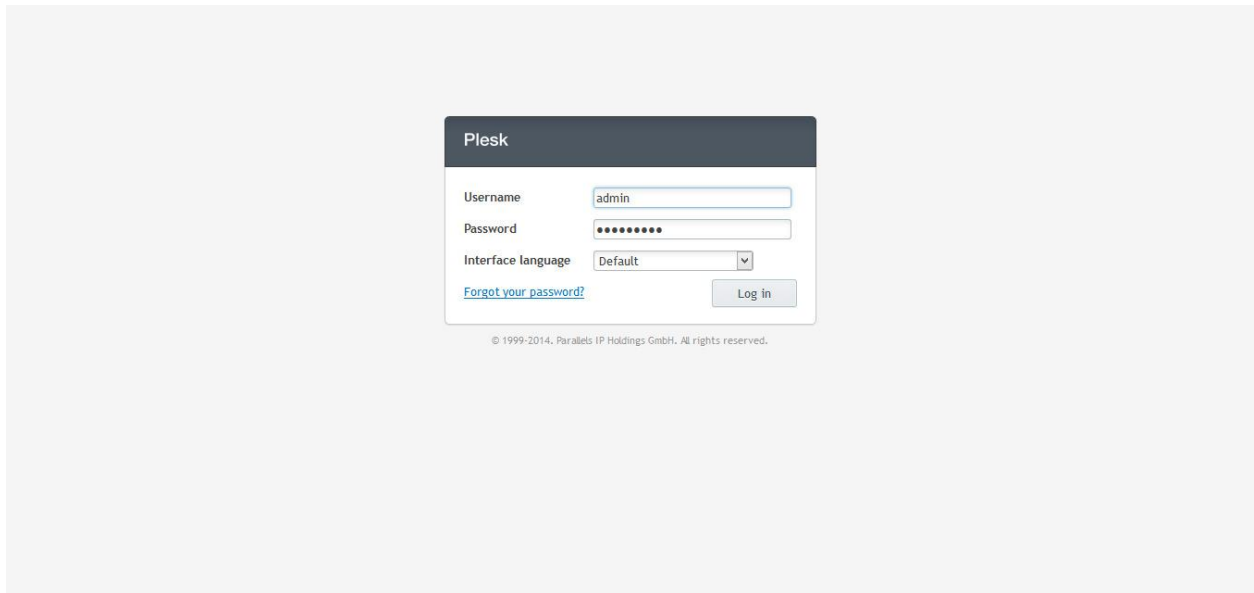 Plesk
Username admin
Password •••••••••
Interface language Default
Forgot your password? Log in
© 1999-2014. Parallels IP Holdings GmbH. All rights reserved.